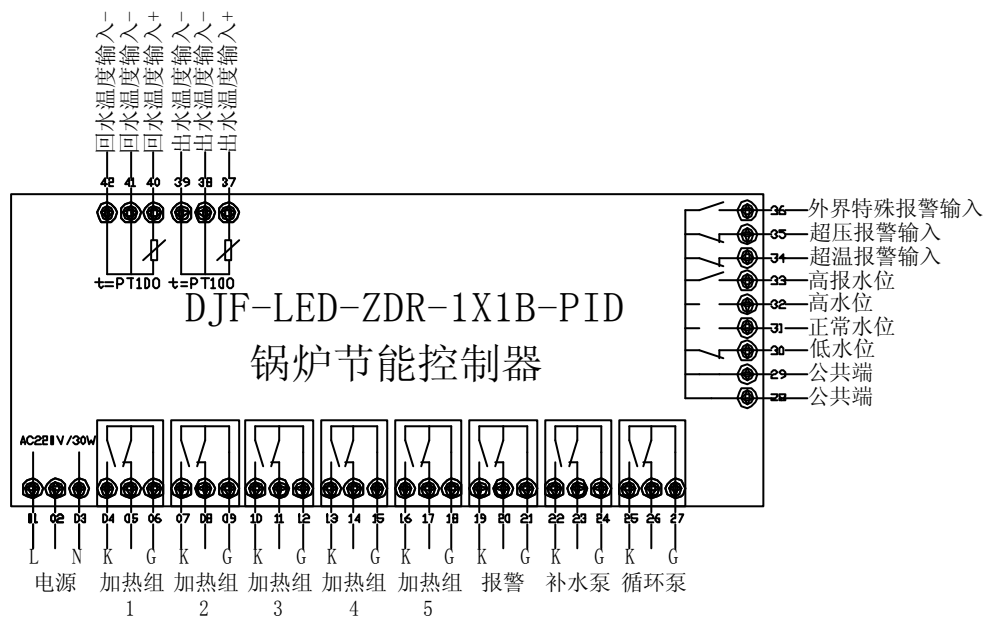 回水温度输入-
回水温度输入-
回水温度输入+
出水温度输入-
出水温度输入-
出水温度输入+
42 41 40 39 38 37
t=PT100 t=PT100
DJF-LED-ZDR-1X1B-PID
锅炉节能控制器
36 外界特殊报警输入
35 超压报警输入
34 超温报警输入
33 高报水位
32 高水位
31 正常水位
30 低水位
29 公共端
28 公共端
AC220V/30W
01 02 03 04 05 06 07 08 09 10 11 12 13 14 15 16 17 18 19 20 21 22 23 24 25 26 27
L N K G K G K G K G K G K G K G K G
电源 加热组 加热组 加热组 加热组 加热组 报警 补水泵 循环泵
1 2 3 4 5